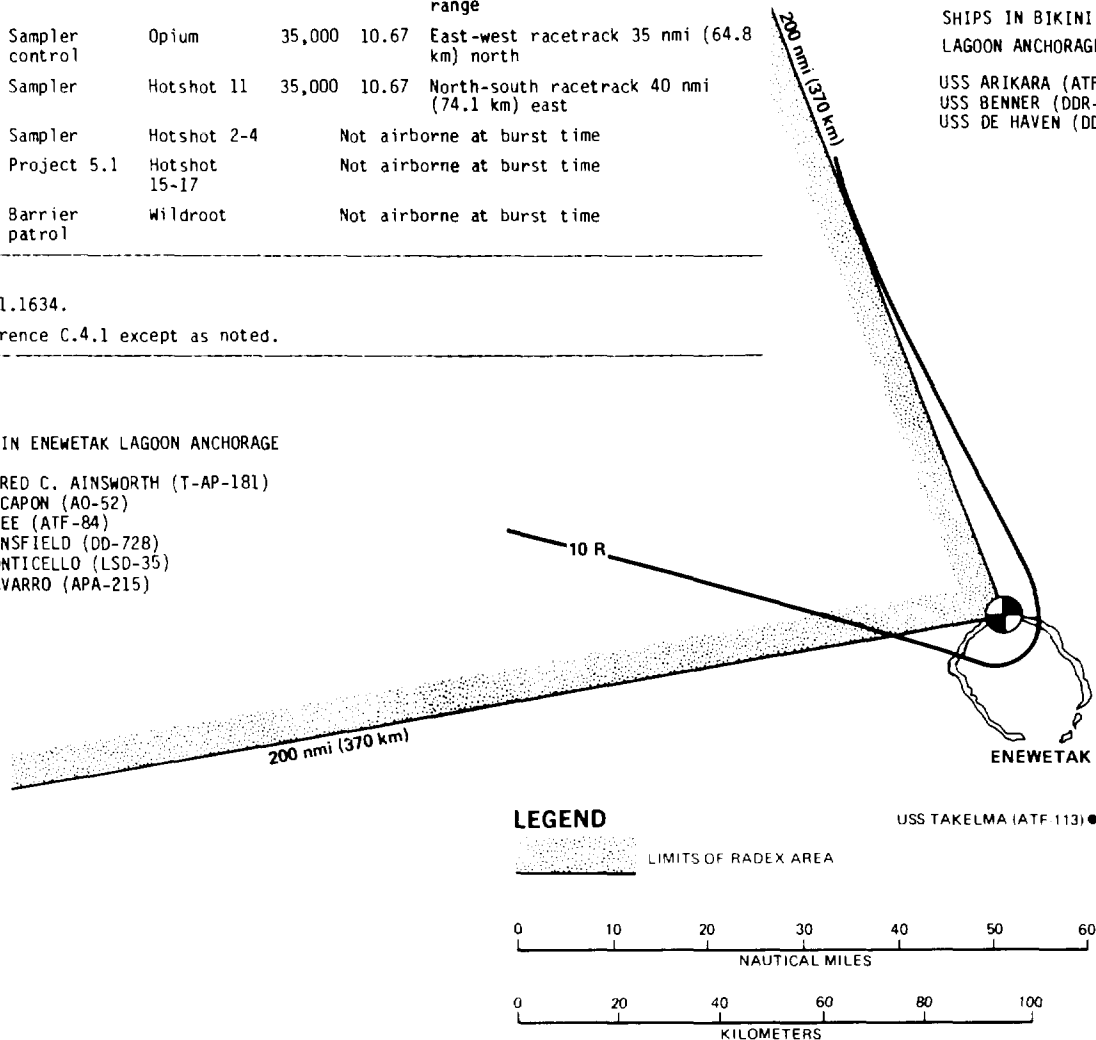 range
Sampler control Opium 35,000 10.67 East-west racetrack 35 nmi (64.8 km) north
Sampler Hotshot 11 35,000 10.67 North-south racetrack 40 nmi (74.1 km) east
Sampler Hotshot 2-4 Not airborne at burst time
Project 5.1 Hotshot 15-17 Not airborne at burst time
Barrier patrol Wildroot Not airborne at burst time
1.1634.
rence C.4.1 except as noted.
SHIPS IN BIKINI
LAGOON ANCHORAGE
USS ARIKARA (ATF
USS BENNER (DDR-
USS DE HAVEN (DD
200 nmi (370 km)
IN ENEWETAK LAGOON ANCHORAGE
RED C. AINSWORTH (T-AP-181)
CAPON (AO-52)
EE (ATF-84)
NSFIELD (DD-728)
NTICELLO (LSD-35)
VARRO (APA-215)
10 R
200 nmi (370 km)
ENEWETAK
LEGEND
USS TAKELMA (ATF-113)
LIMITS OF RADEX AREA
0 10 20 30 40 50 60
NAUTICAL MILES
0 20 40 60 80 100
KILOMETERS